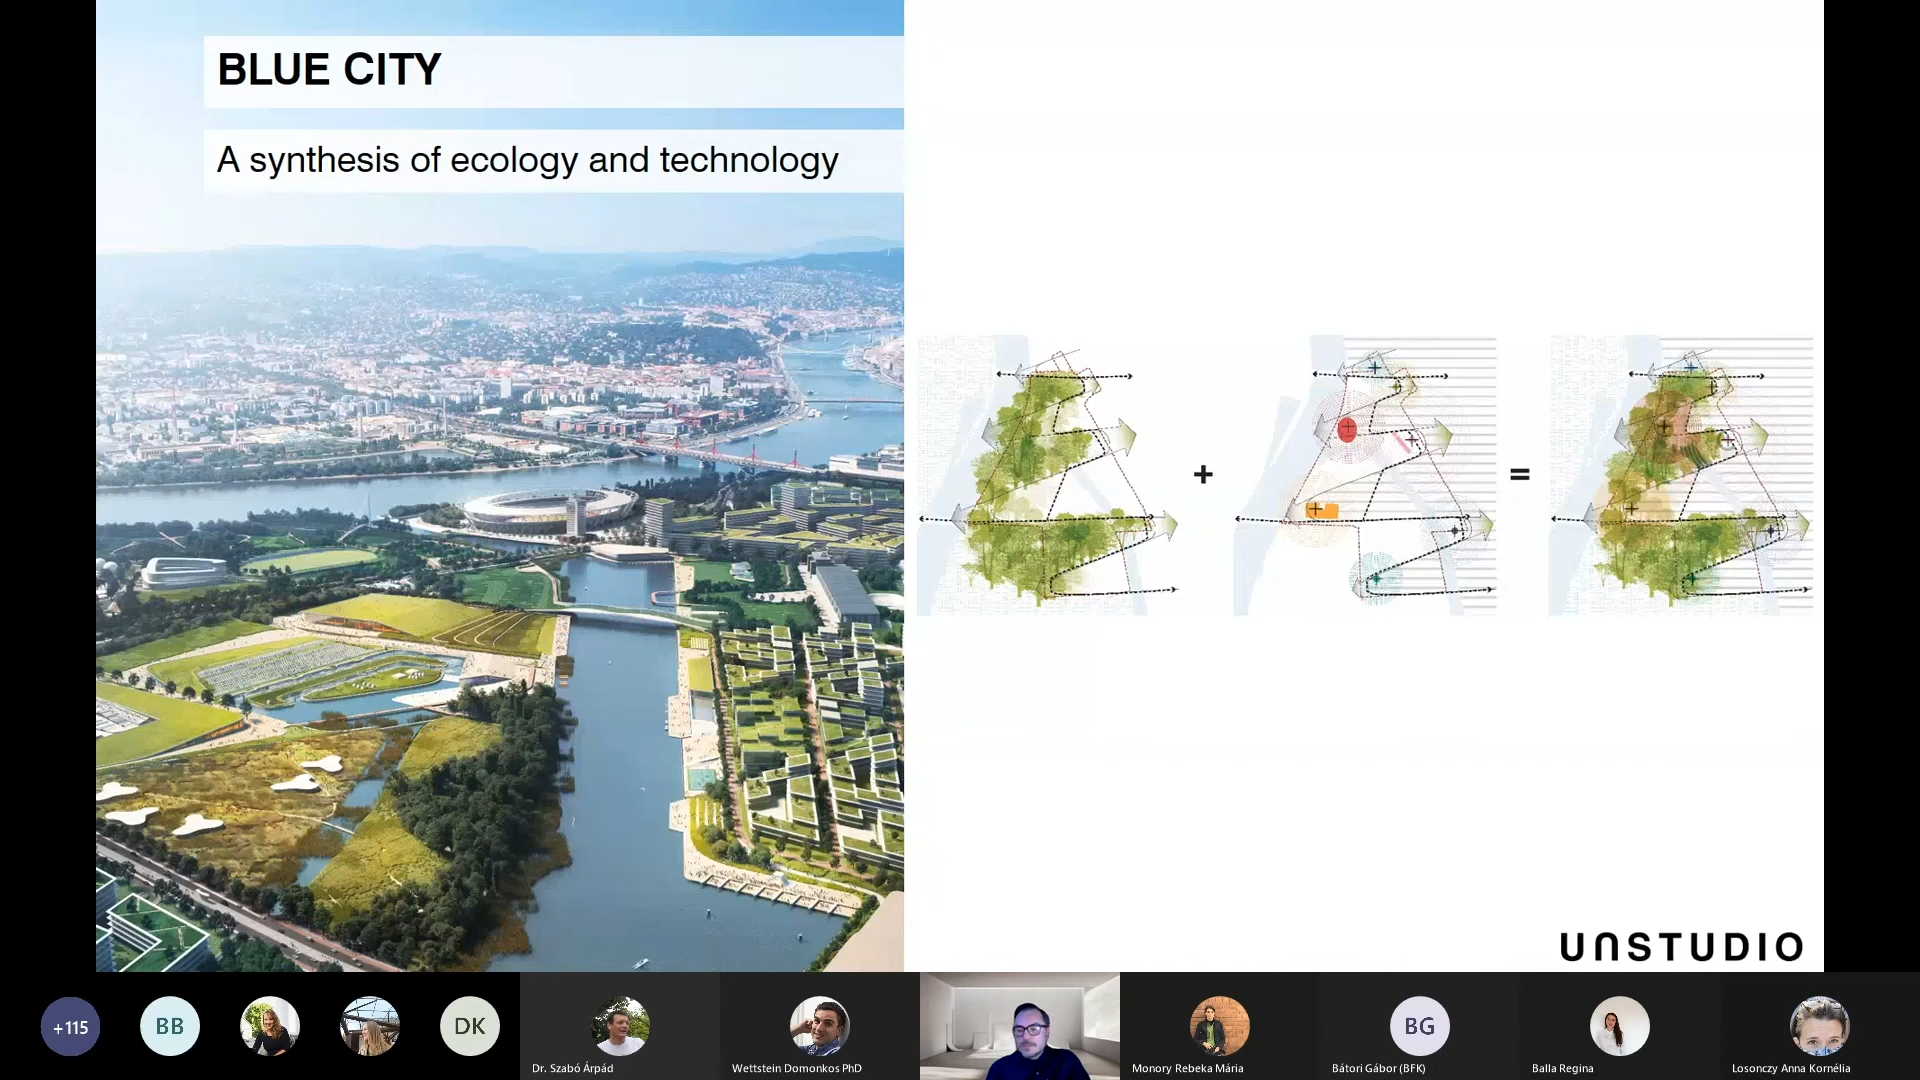 BLUE CITY
A synthesis of ecology and technology
+
=
UNSTUDIO
+115
BB
DK
Dr. Szabó Árpád
Wettstein Domonkos PhD
Monory Rebeka Mária
BG
Bátori Gábor (BFK)
Balla Regina
Losonczy Anna Kornélia